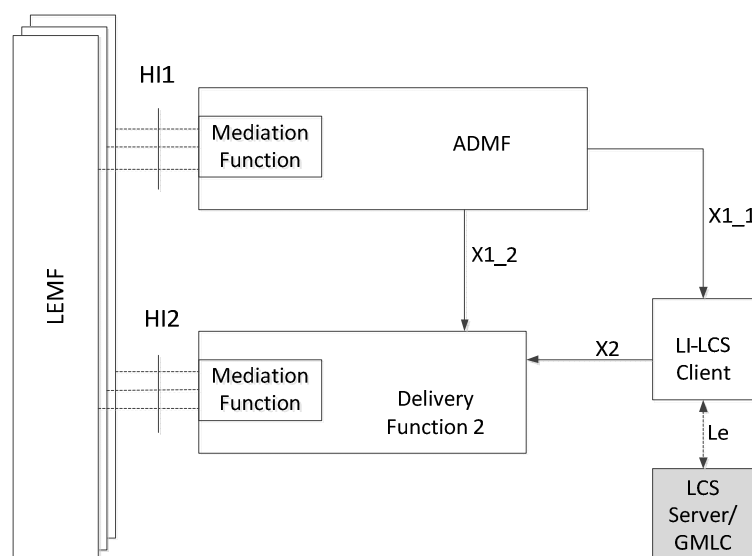 HI1
Mediation
Function
ADMF
X1_1
X1_2
LEMF
HI2
Mediation
Function
Delivery
Function 2
X2
LI-LCS
Client
Le
LCS
Server/
GMLC